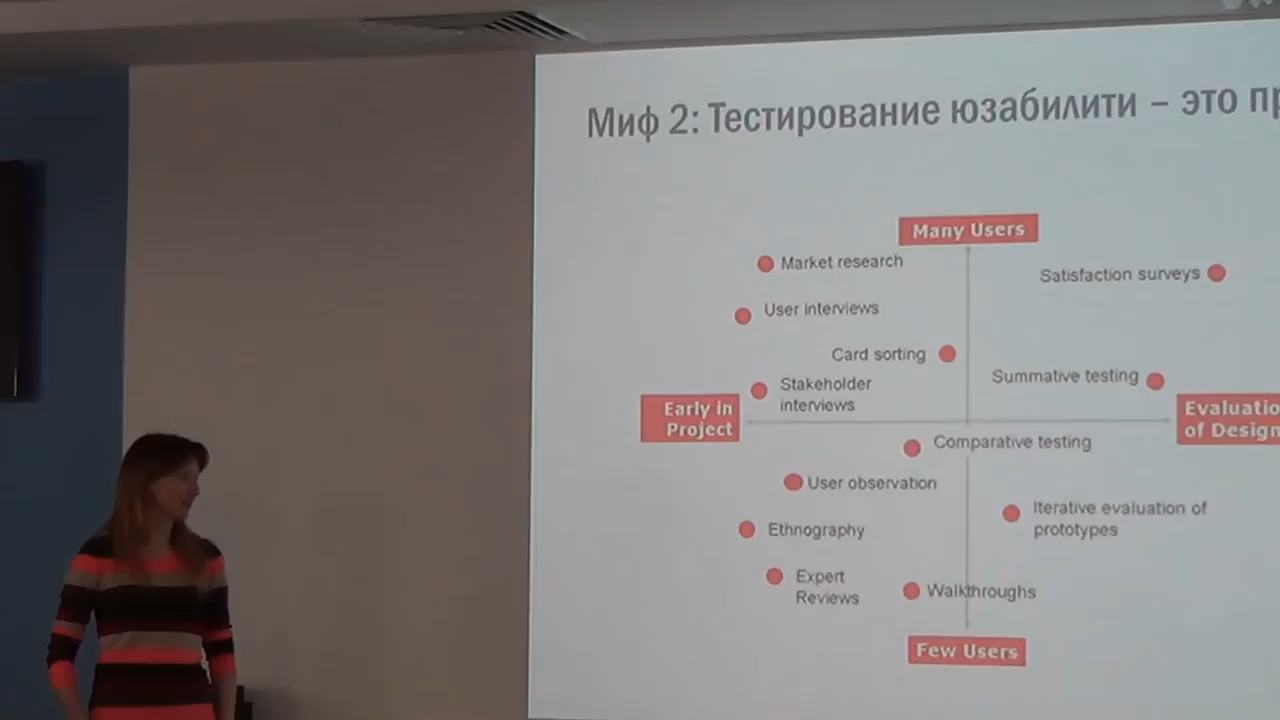 Миф 2: Тестирование юзабилити – это
Many Users
Market research
Satisfaction surveys
User interviews
Card sorting
Summative testing
Stakeholder
interviews
Early in
Project
of Design
Comparative testing
User observation
Iterative evaluation of
prototypes
Ethnography
Expert
Reviews
Walkthroughs
Few Users